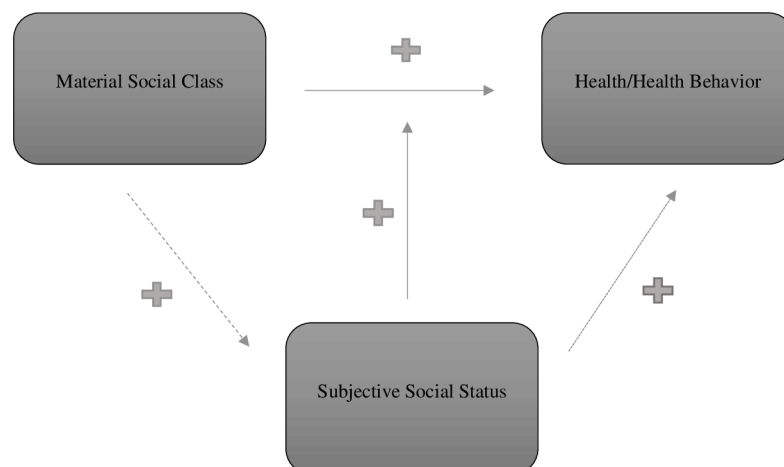 Material Social Class
Health/Health Behavior
Subjective Social Status